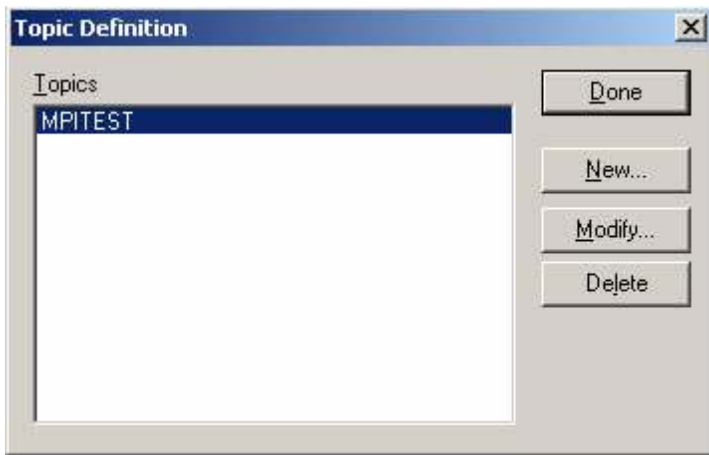 Topic Definition
Topics
MPITEST
Done
New...
Modify...
Delete